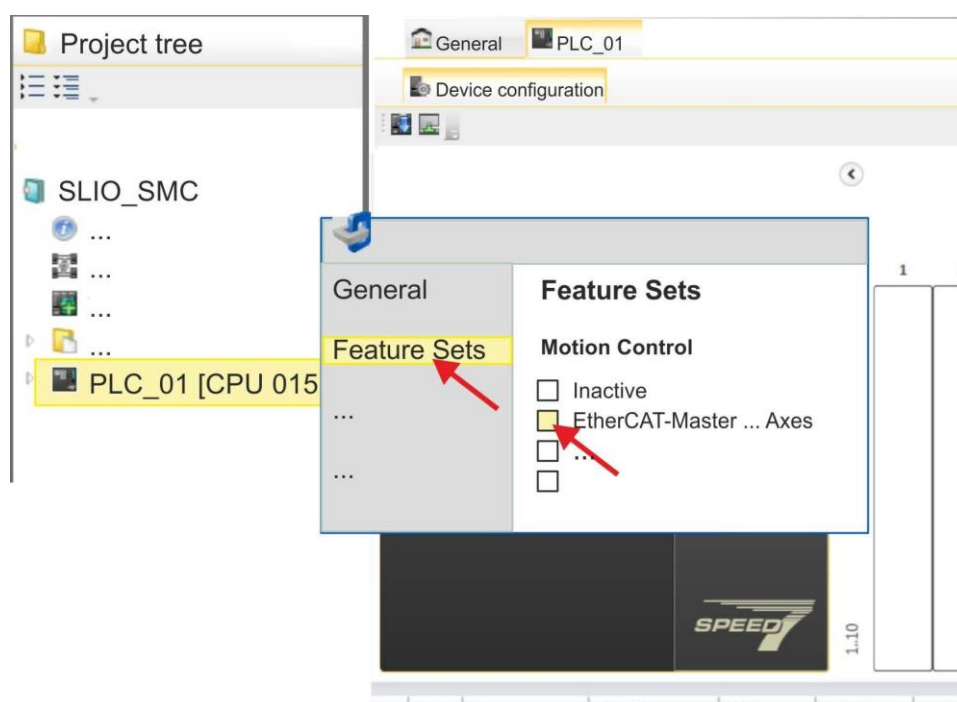 Project tree
General
PLC_01
Device configuration
SLIO_SMC
...
...
...
...
PLC_01 [CPU 015
General
Feature Sets
...
...
Feature Sets
Motion Control
Inactive
EtherCAT-Master ... Axes
...
1
SPEED7
1..10